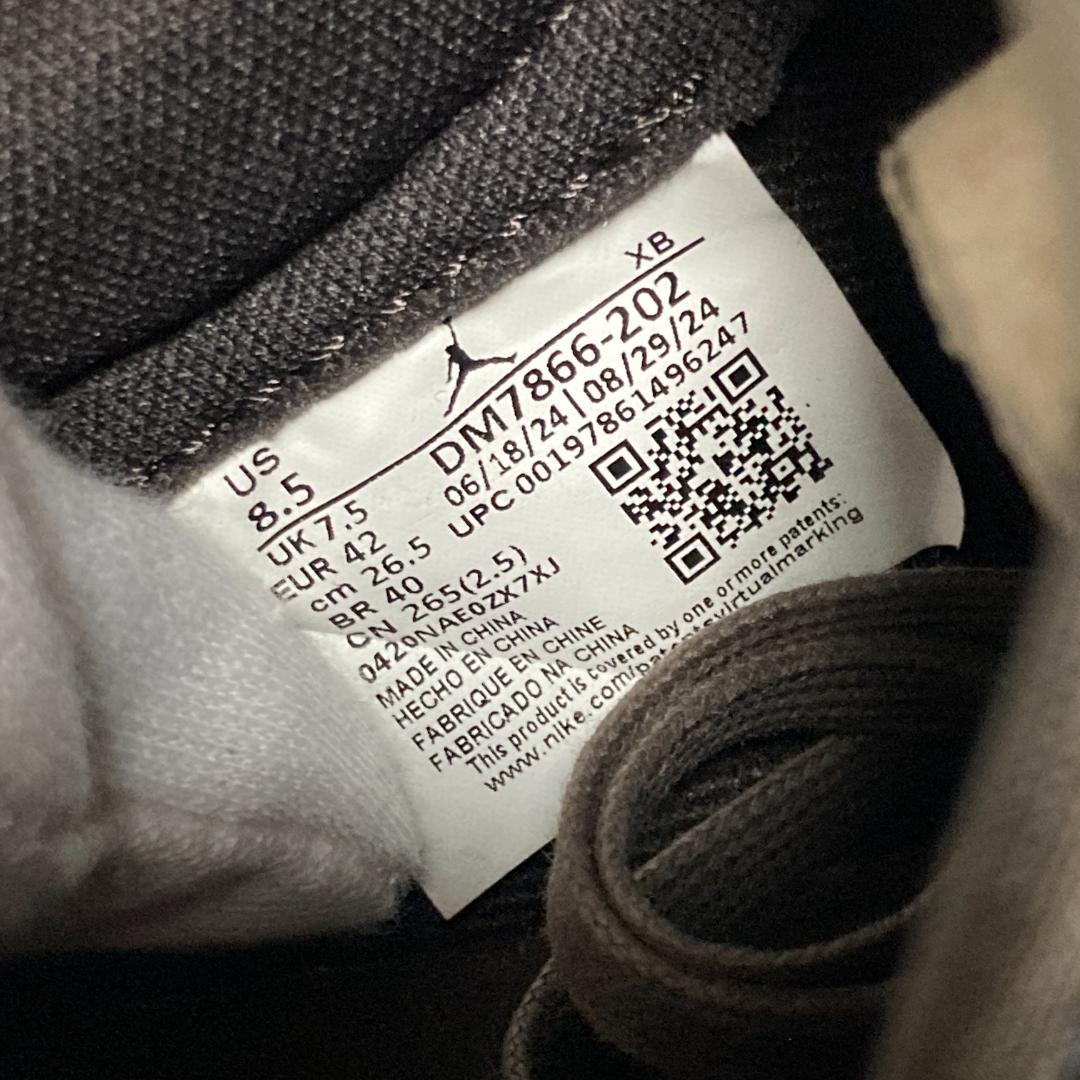 XB
US
8.5
DM7866-202
06/18/24 | 08/29/24
UPC 00197861496247
UK 7.5
EUR 42
cm 26.5
BR 40
CN 265(2.5)
0420NAE0ZX7XJ
MADE IN CHINA
HECHO EN CHINA
FABRIQUE EN CHINE
FABRICADO NA CHINA
This product is covered by one or more patents:
www.nike.com/patentsvirtualmarking